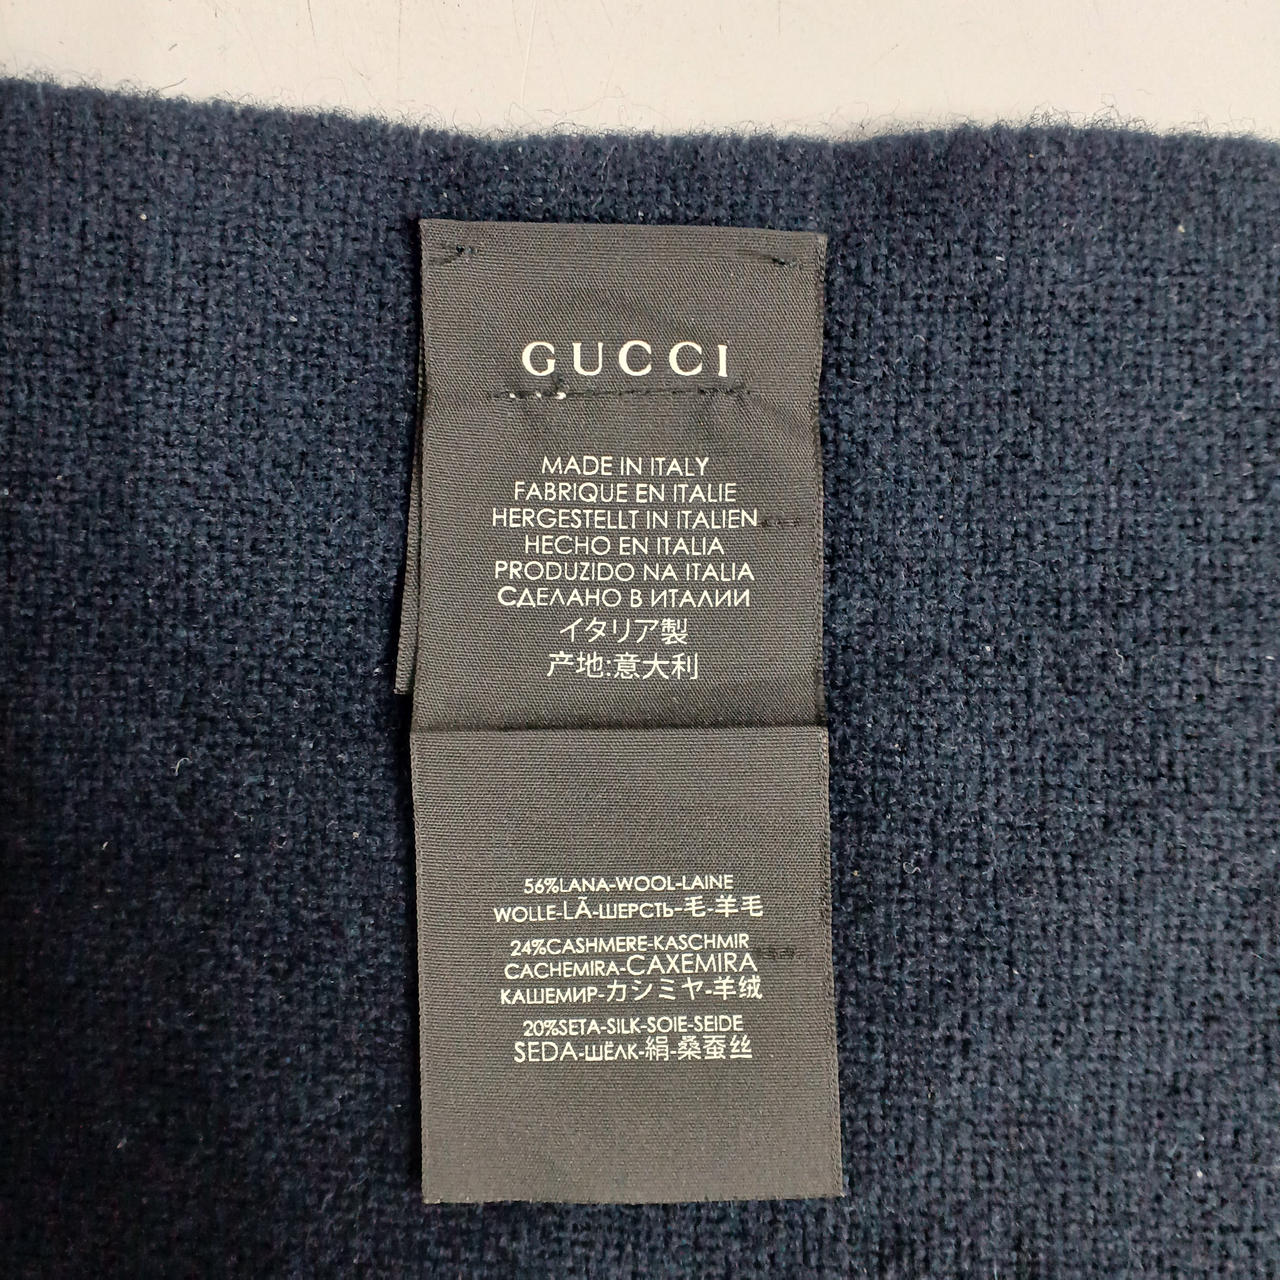 GUCCI
MADE IN ITALY
FABRIQUE EN ITALIE
HERGESTELLT IN ITALIEN
HECHO EN ITALIA
PRODUZIDO NA ITALIA
СДЕЛАНО В ИТАЛИИ
イタリア製
产地:意大利
56%LANA-WOOL-LAINE
WOLLE-LÃ-ШЕРСТЬ-毛-羊毛
24%CASHMERE-KASCHMIR
CACHEMIRA-CAXEMIRA
КАШЕМИР-カシミヤ-羊绒
20%SETA-SILK-SOIE-SEIDE
SEDA-ШЁЛК-絹-桑蚕丝